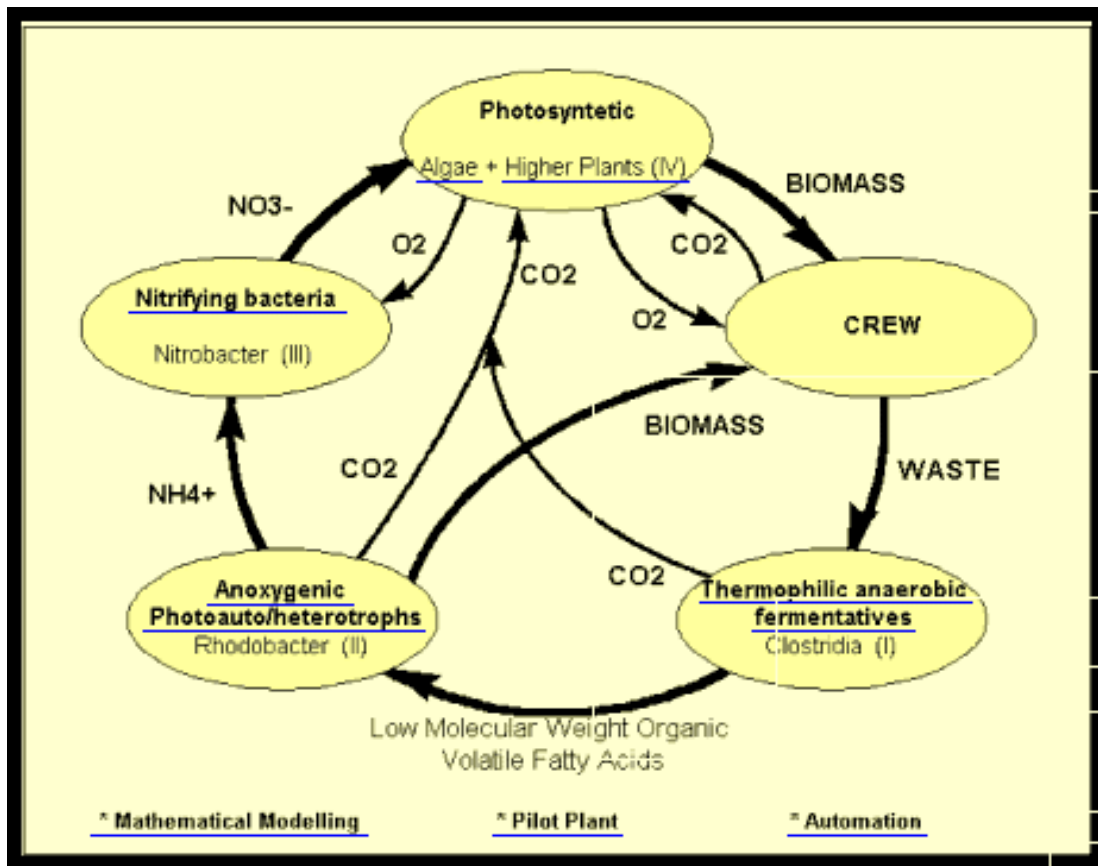 Photosyntetic
Algae + Higher Plants (IV)
BIOMASS
NO3-
O2
CO2
CO2
O2
Nitrifying bacteria
Nitrobacter (III)
CREW
BIOMASS
CO2
WASTE
NH4+
CO2
Anoxygenic
Photoauto/heterotrophs
Rhodobacter (II)
Thermophilic anaerobic
fermentatives
Clostridia (I)
Low Molecular Weight Organic
Volatile Fatty Acids
* Mathematical Modelling
* Pilot Plant
* Automation